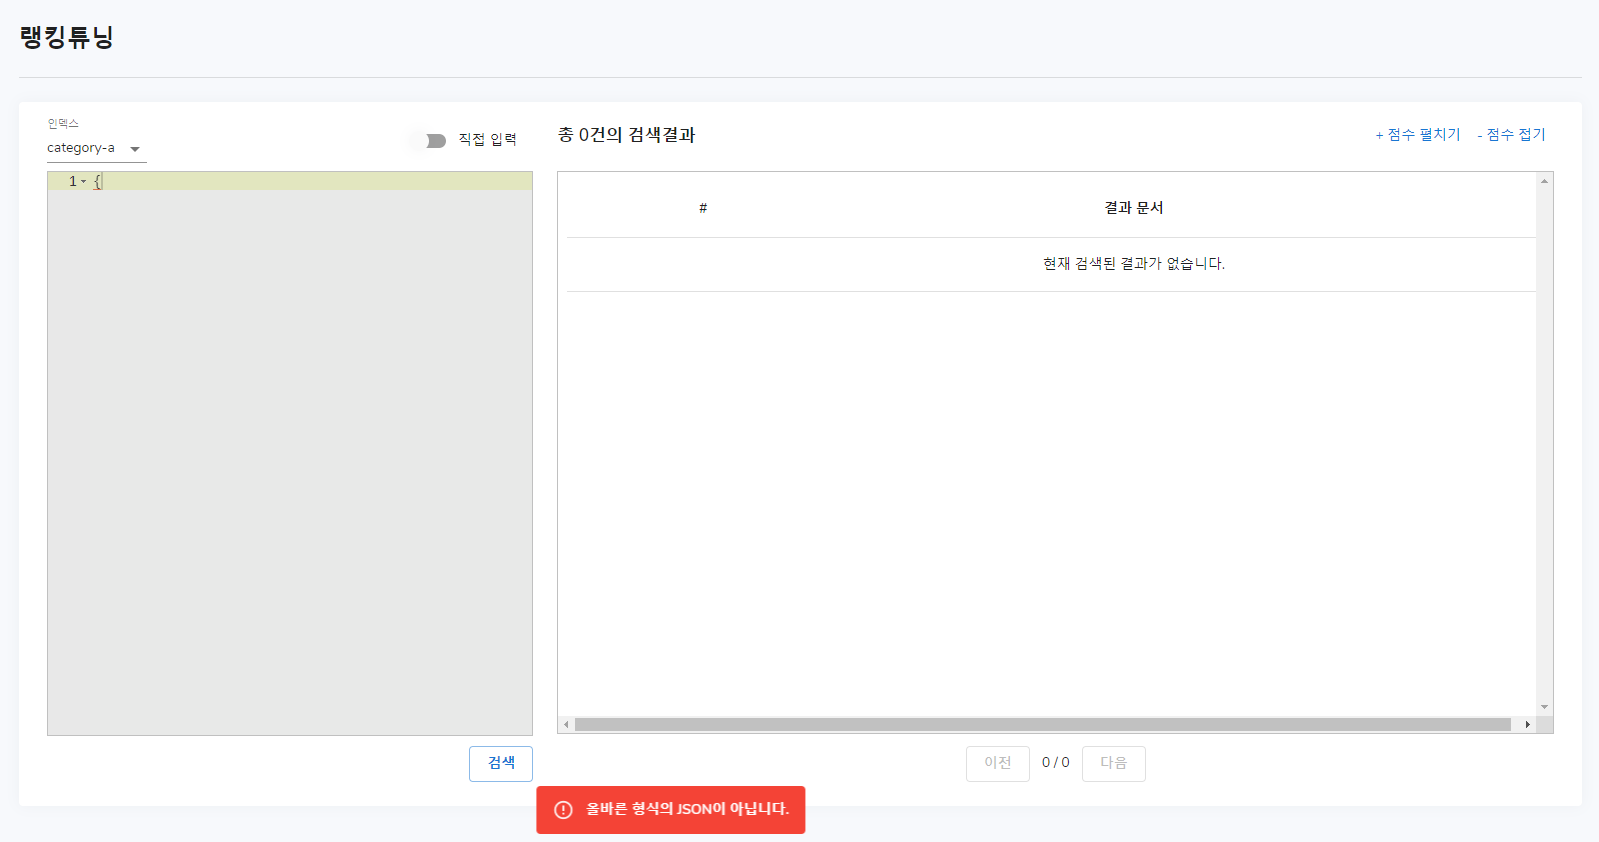 랭킹튜닝
인덱스
category-a
직접 입력
총 0건의 검색결과
+ 점수 펼치기
- 점수 접기
1
{
#
결과 문서
현재 검색된 결과가 없습니다.
검색
이전
0 / 0
다음
올바른 형식의 JSON이 아닙니다.